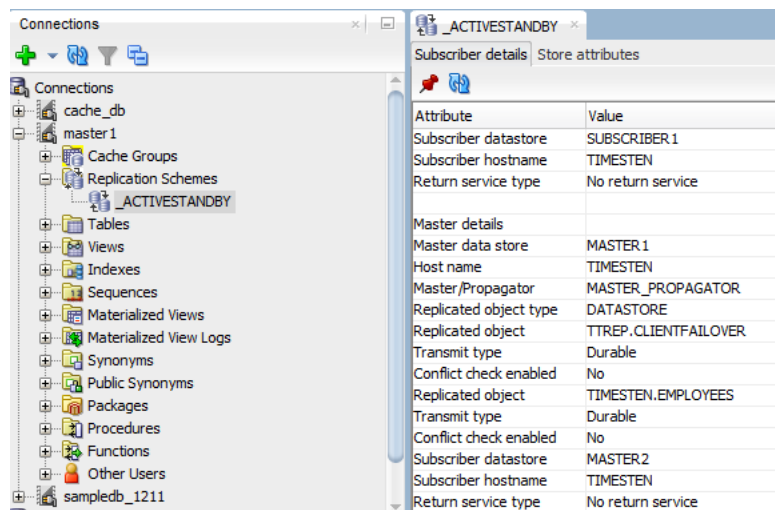 Connections
Connections
cache_db
master1
Cache Groups
Replication Schemes
_ACTIVESTANDBY
Tables
Views
Indexes
Sequences
Materialized Views
Materialized View Logs
Synonyms
Public Synonyms
Packages
Procedures
Functions
Other Users
sampledb_1211
_ACTIVESTANDBY
Subscriber details Store attributes
Attribute Value
Subscriber datastore SUBSCRIBER1
Subscriber hostname TIMESTEN
Return service type No return service
Master details
Master data store MASTER1
Host name TIMESTEN
Master/Propagator MASTER_PROPAGATOR
Replicated object type DATASTORE
Replicated object TTREP.CLIENTFAILOVER
Transmit type Durable
Conflict check enabled No
Replicated object TIMESTEN.EMPLOYEES
Transmit type Durable
Conflict check enabled No
Subscriber datastore MASTER2
Subscriber hostname TIMESTEN
Return service type No return service